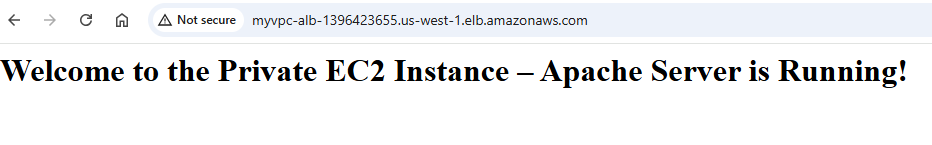 Not secure myvpc-alb-1396423655.us-west-1.elb.amazonaws.com
Welcome to the Private EC2 Instance – Apache Server is Running!